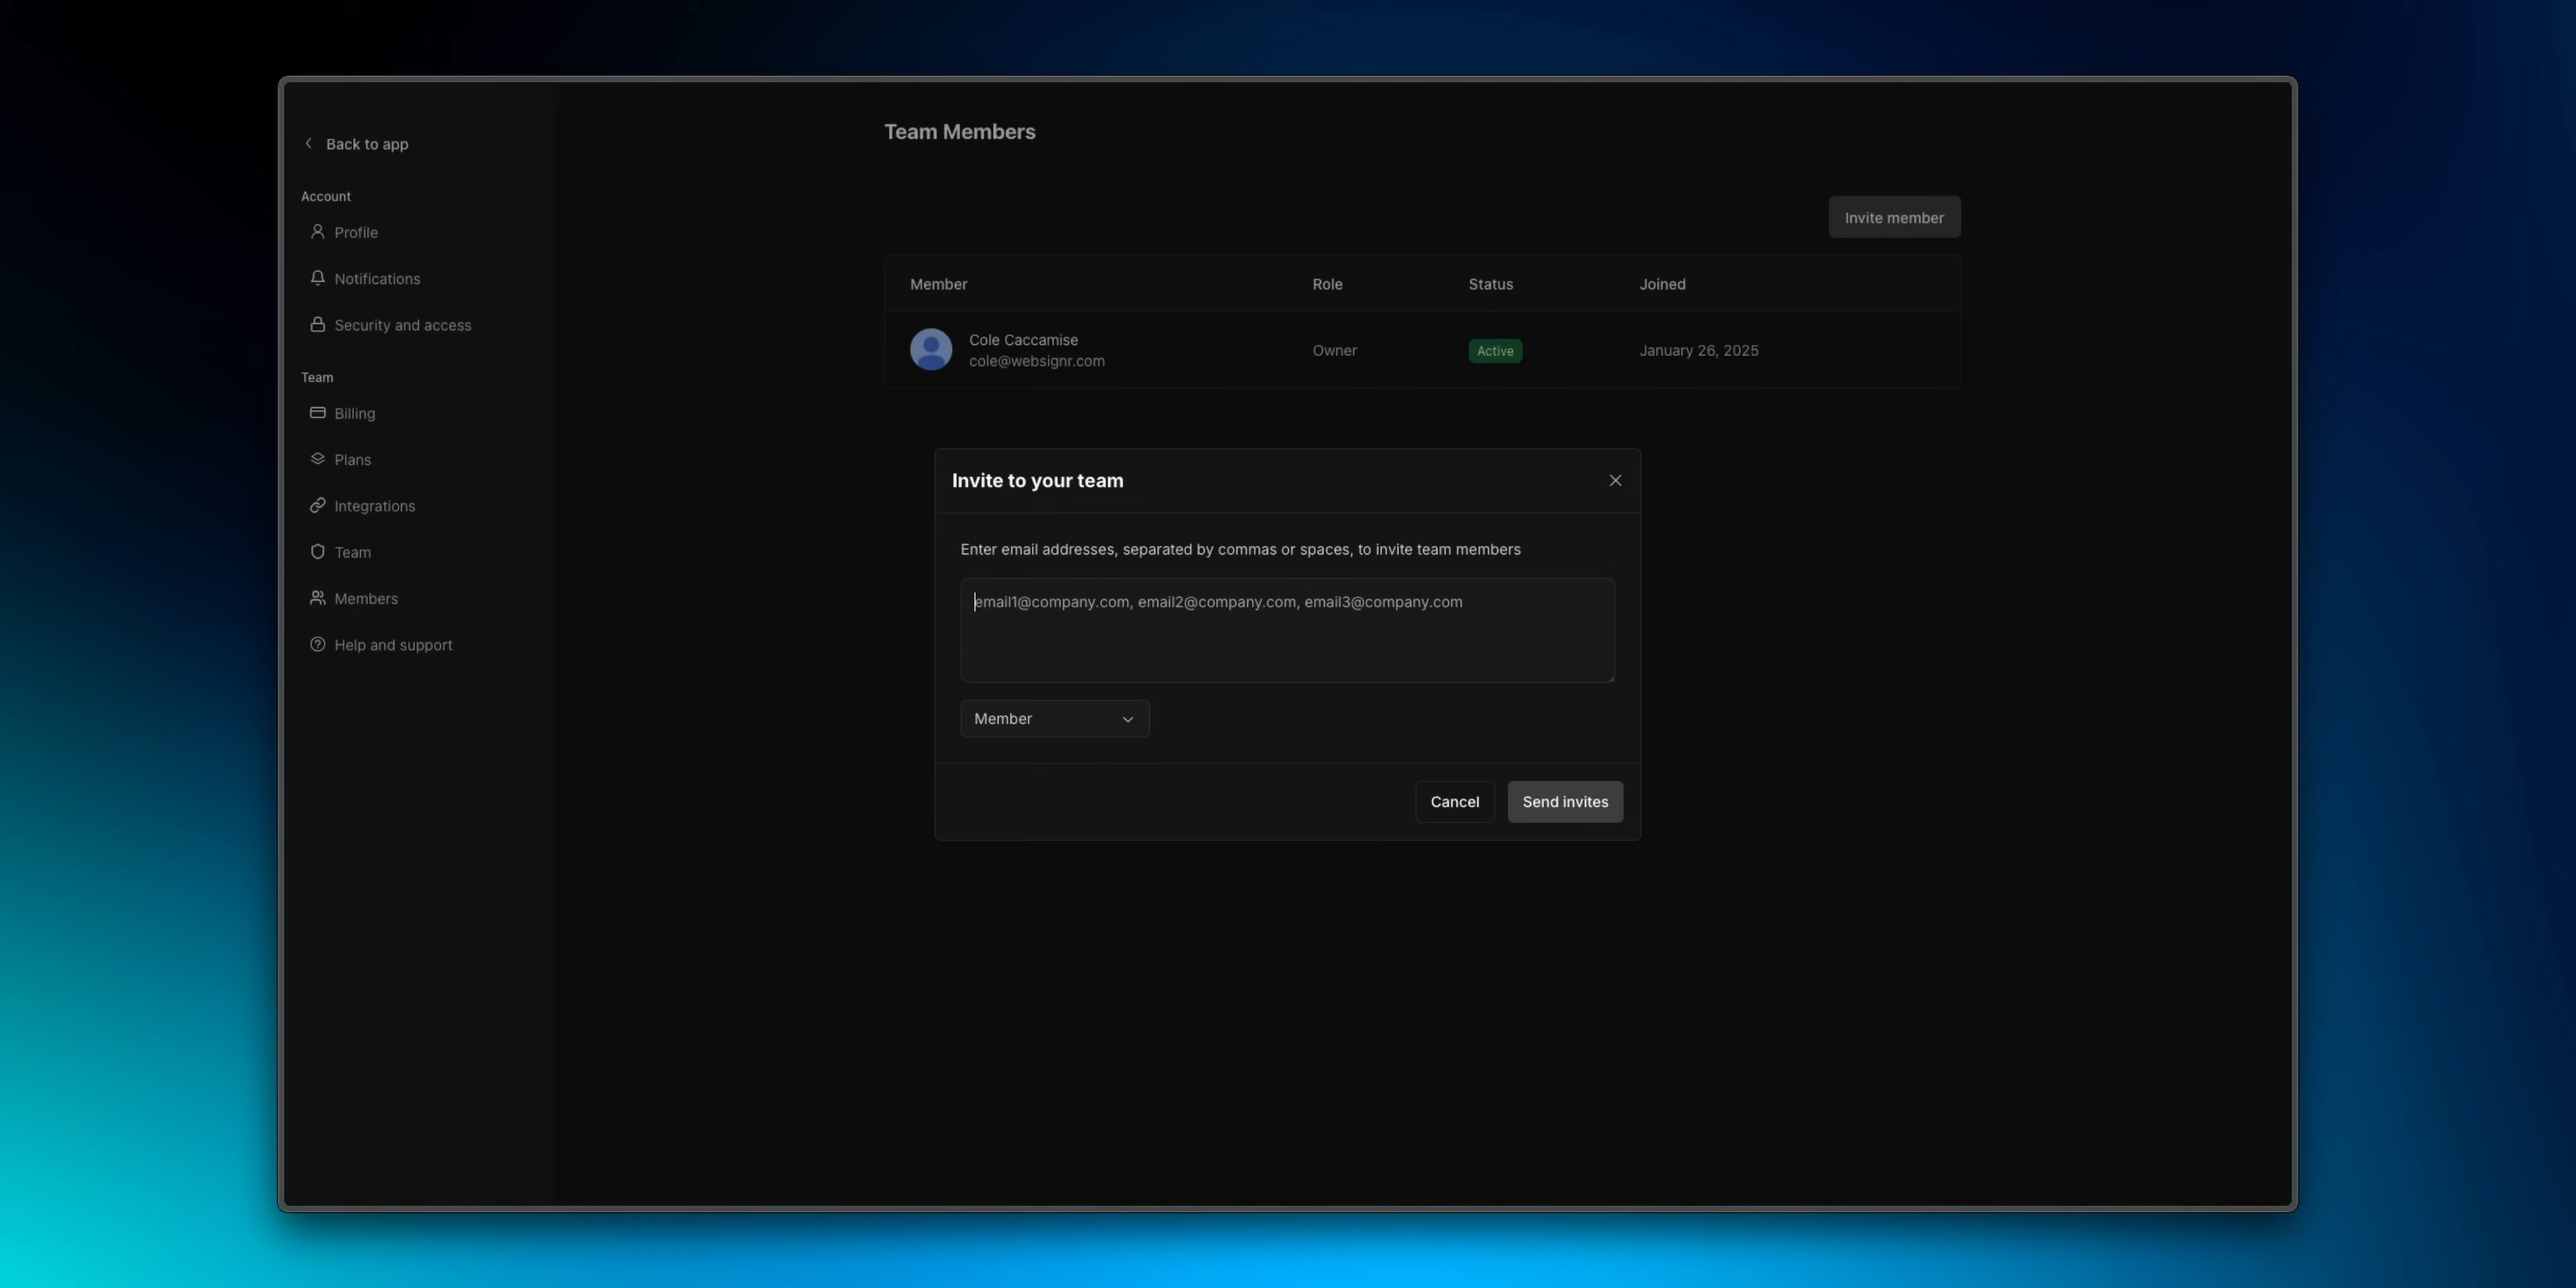 Back to app
Account
Profile
Notifications
Security and access
Team
Billing
Plans
Integrations
Team
Members
Help and support
Team Members
Invite member
Member Role Status Joined
Cole Caccamise
cole@websignr.com
Owner Active January 26, 2025
Invite to your team
Enter email addresses, separated by commas or spaces, to invite team members
email1@company.com, email2@company.com, email3@company.com
Member
Cancel Send invites